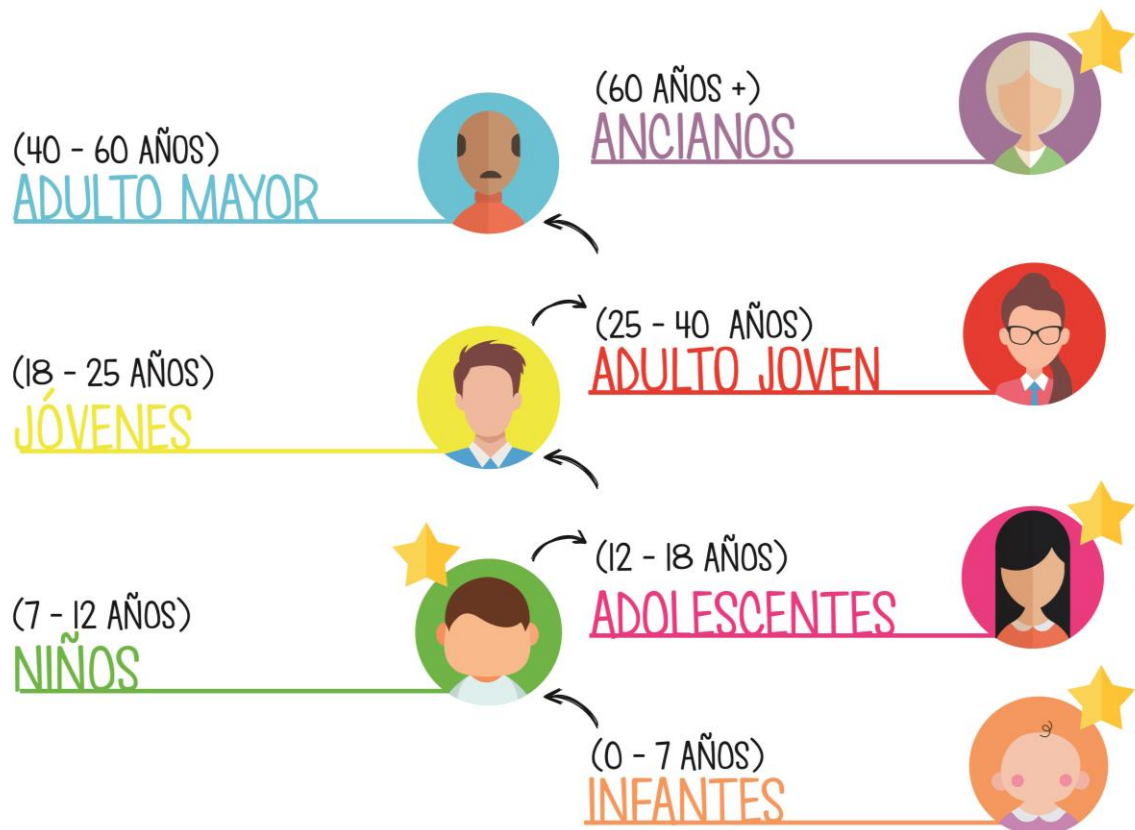 (60 AÑOS +)
ANCIANOS
(40 - 60 AÑOS)
ADULTO MAYOR
(25 - 40 AÑOS)
ADULTO JOVEN
(18 - 25 AÑOS)
JÓVENES
(12 - 18 AÑOS)
ADOLESCENTES
(7 - 12 AÑOS)
NIÑOS
(0 - 7 AÑOS)
INFANTES